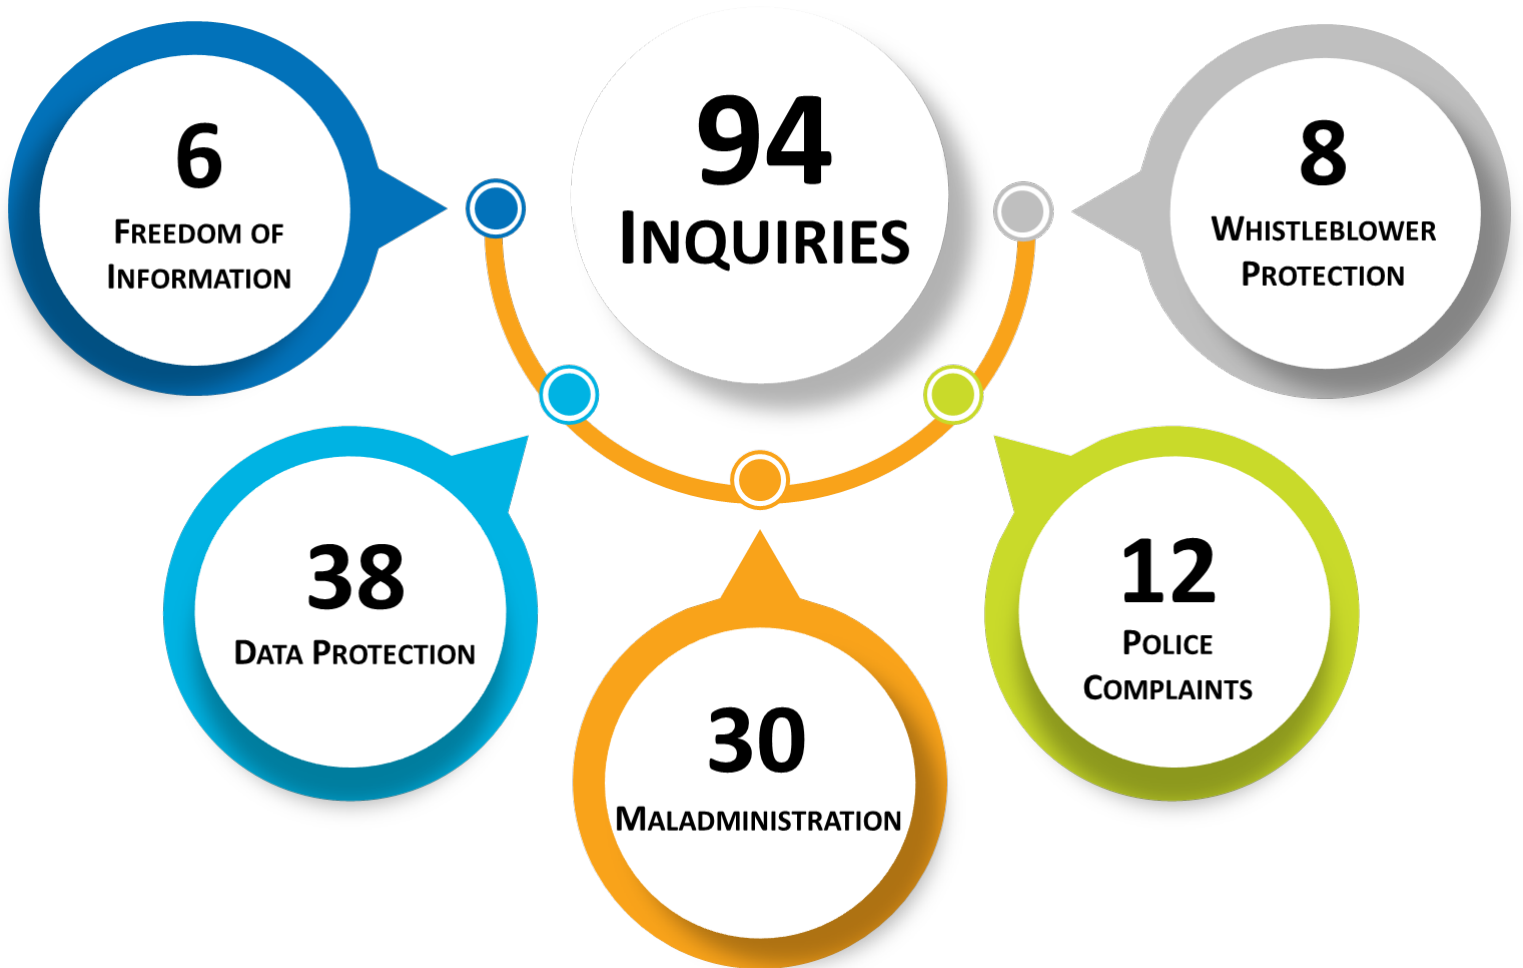 94
INQUIRIES
6
FREEDOM OF
INFORMATION
38
DATA PROTECTION
30
MALADMINISTRATION
12
POLICE
COMPLAINTS
8
WHISTLEBLOWER
PROTECTION